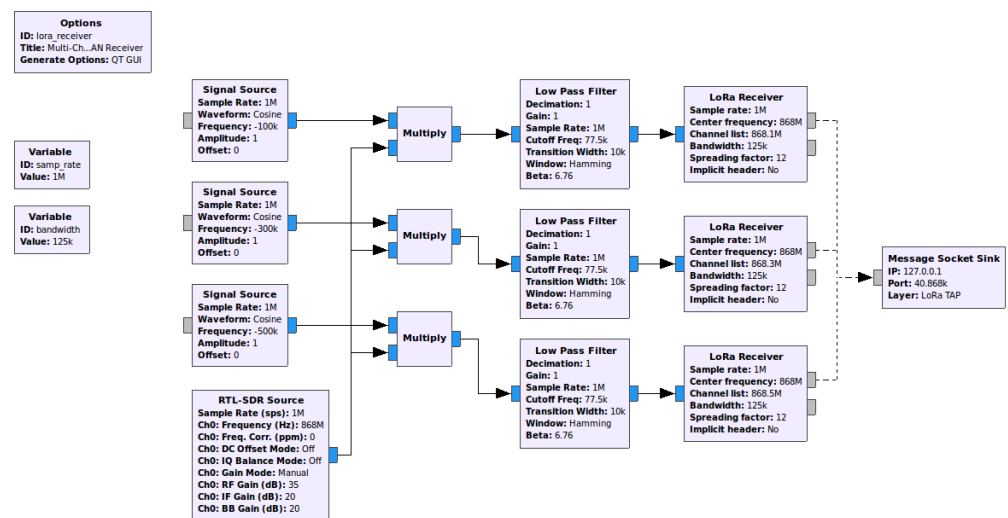 Options
ID: lora_receiver
Title: Multi-Ch...AN Receiver
Generate Options: QT GUI
Variable
ID: samp_rate
Value: 1M
Variable
ID: bandwidth
Value: 125k
Signal Source
Sample Rate: 1M
Waveform: Cosine
Frequency: -100k
Amplitude: 1
Offset: 0
Signal Source
Sample Rate: 1M
Waveform: Cosine
Frequency: -300k
Amplitude: 1
Offset: 0
Signal Source
Sample Rate: 1M
Waveform: Cosine
Frequency: -500k
Amplitude: 1
Offset: 0
RTL-SDR Source
Sample Rate (sps): 1M
Ch0: Frequency (Hz): 868M
Ch0: Freq. Corr. (ppm): 0
Ch0: DC Offset Mode: Off
Ch0: IQ Balance Mode: Off
Ch0: Gain Mode: Manual
Ch0: RF Gain (dB): 35
Ch0: IF Gain (dB): 20
Ch0: BB Gain (dB): 20
Multiply
Multiply
Multiply
Low Pass Filter
Decimation: 1
Gain: 1
Sample Rate: 1M
Cutoff Freq: 77.5k
Transition Width: 10k
Window: Hamming
Beta: 6.76
Low Pass Filter
Decimation: 1
Gain: 1
Sample Rate: 1M
Cutoff Freq: 77.5k
Transition Width: 10k
Window: Hamming
Beta: 6.76
Low Pass Filter
Decimation: 1
Gain: 1
Sample Rate: 1M
Cutoff Freq: 77.5k
Transition Width: 10k
Window: Hamming
Beta: 6.76
LoRa Receiver
Sample rate: 1M
Center frequency: 868M
Channel list: 868.1M
Bandwidth: 125k
Spreading factor: 12
Implicit header: No
LoRa Receiver
Sample rate: 1M
Center frequency: 868M
Channel list: 868.3M
Bandwidth: 125k
Spreading factor: 12
Implicit header: No
LoRa Receiver
Sample rate: 1M
Center frequency: 868M
Channel list: 868.5M
Bandwidth: 125k
Spreading factor: 12
Implicit header: No
Message Socket Sink
IP: 127.0.0.1
Port: 40.868k
Layer: LoRa TAP